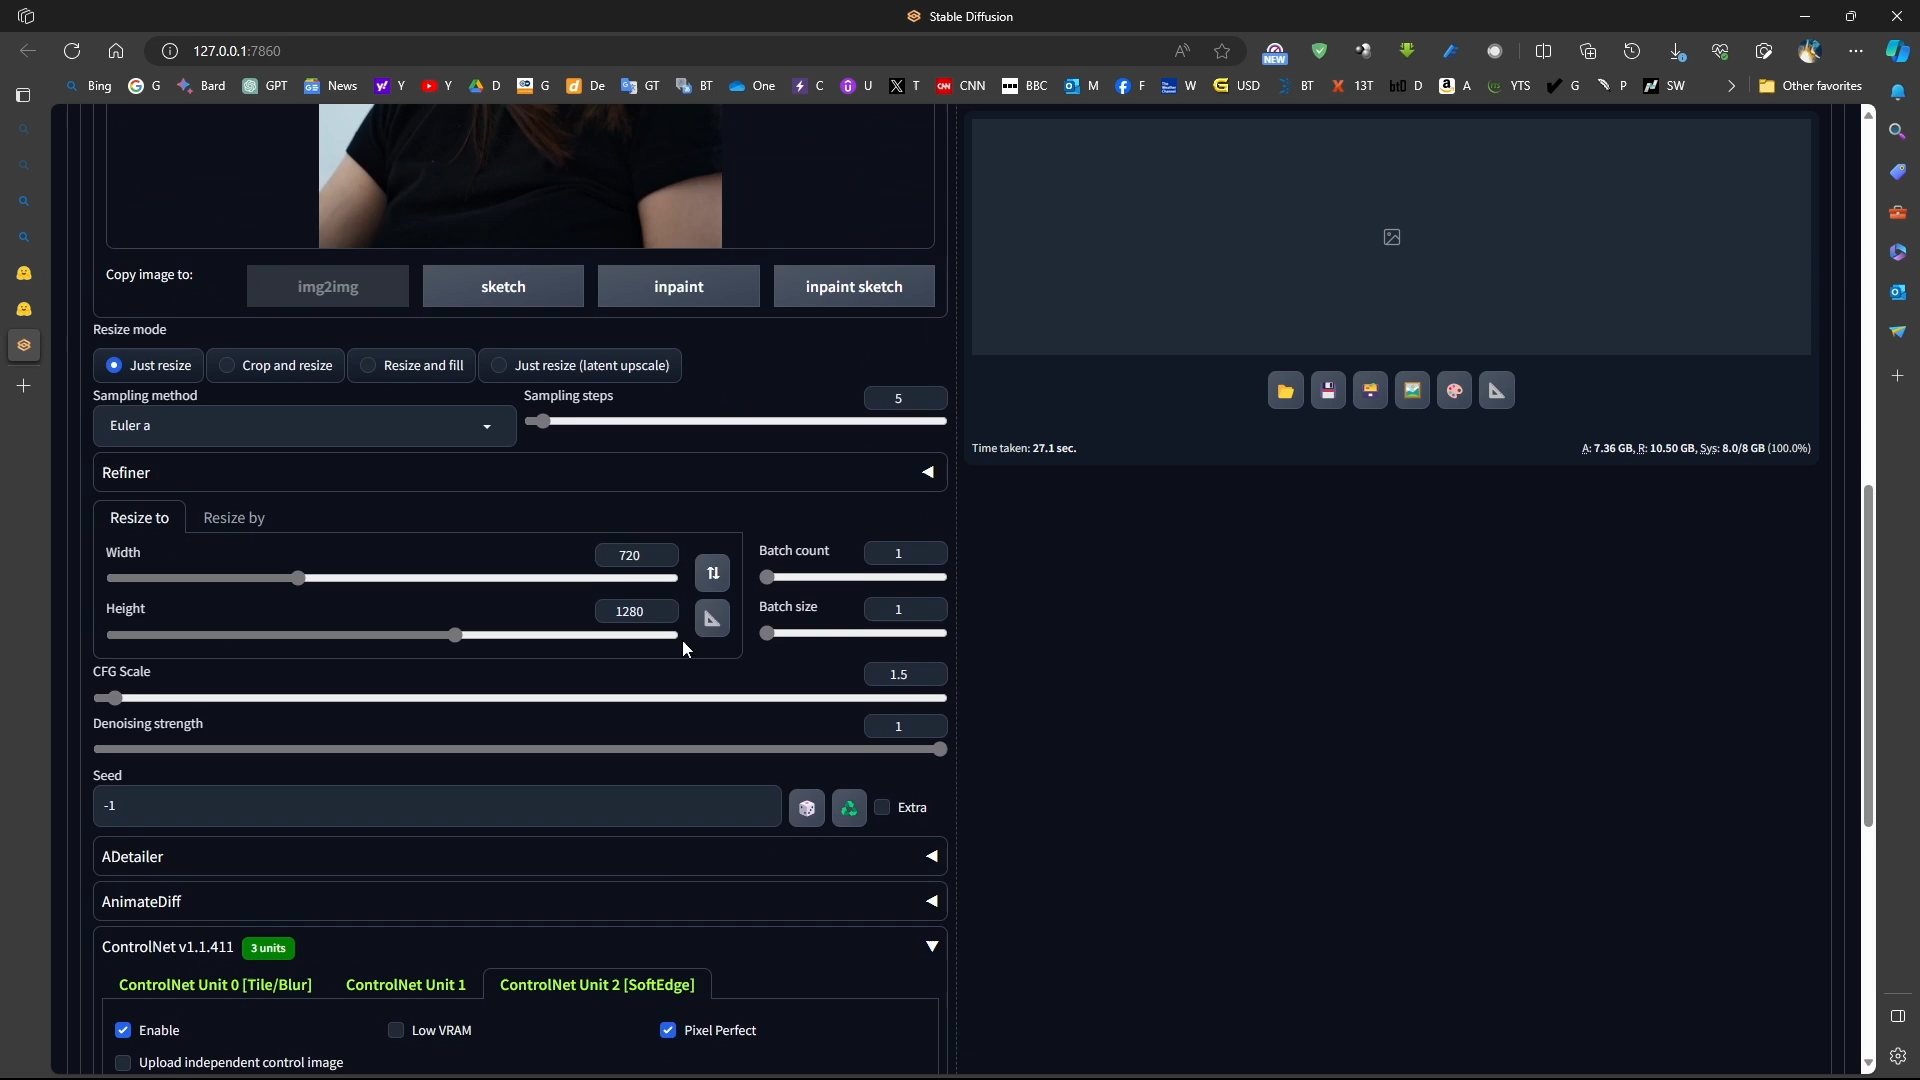 Stable Diffusion
127.0.0.1:7860
NEW
Bing G Bard GPT News Y Y D G De GT BT One C U T CNN BBC M F W USD BT 13T btD D A YTS G P SW Other favorites
Copy image to:
img2img sketch inpaint inpaint sketch
Resize mode
Just resize Crop and resize Resize and fill Just resize (latent upscale)
Sampling method Sampling steps 5
Euler a
Time taken: 27.1 sec. A: 7.36 GB, R: 10.50 GB, Sys: 8.0/8 GB (100.0%)
Refiner
Resize to Resize by
Width 720 Batch count 1
Height 1280 Batch size 1
CFG Scale 1.5
Denoising strength 1
Seed
-1 Extra
ADetailer
AnimateDiff
ControlNet v1.1.411 3 units
ControlNet Unit 0 [Tile/Blur] ControlNet Unit 1 ControlNet Unit 2 [SoftEdge]
Enable Low VRAM Pixel Perfect
Upload independent control image